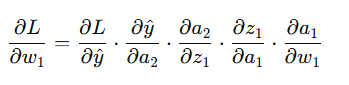 ∂L/∂w₁ = ∂L/∂ŷ · ∂ŷ/∂a₂ · ∂a₂/∂z₁ · ∂z₁/∂a₁ · ∂a₁/∂w₁